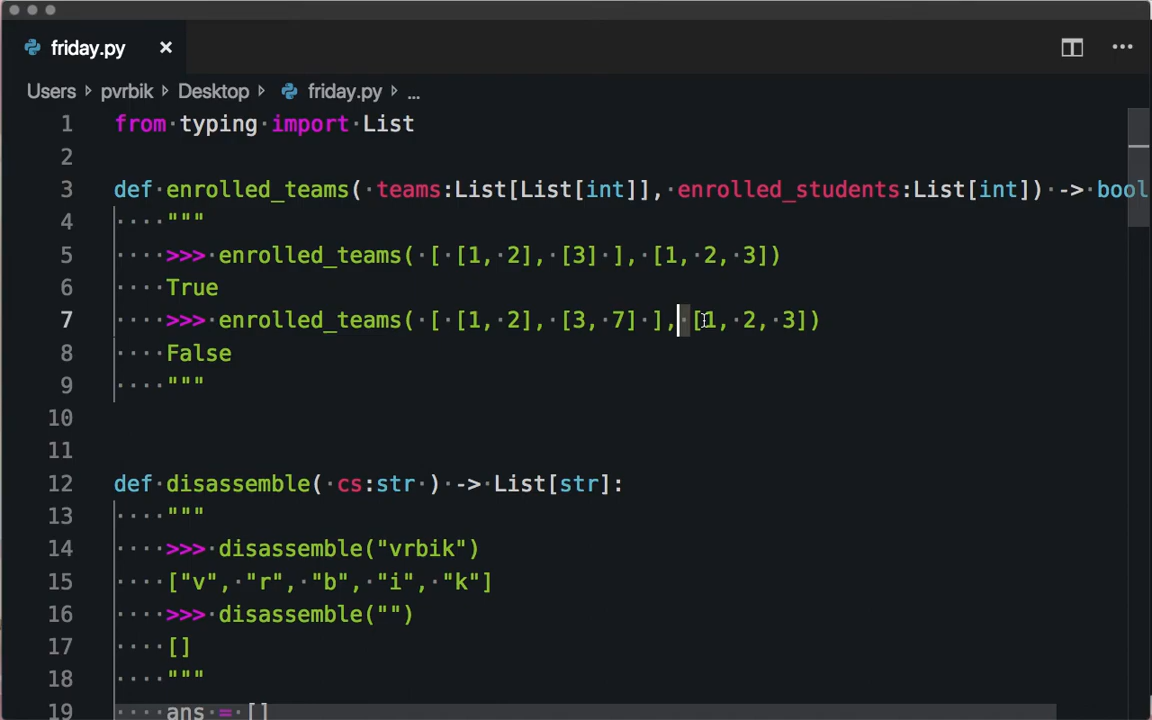 friday.py ×
Users pvrbik Desktop friday.py ...
1 from typing import List
2
3 def enrolled_teams( teams:List[List[int]], enrolled_students:List[int]) -> bool
4 """
5 >>> enrolled_teams( [ [1, 2], [3] ], [1, 2, 3])
6 True
7 >>> enrolled_teams( [ [1, 2], [3, 7] ], [1, 2, 3])
8 False
9 """
10
11
12 def disassemble( cs:str ) -> List[str]:
13 """
14 >>> disassemble("vrbik")
15 ["v", "r", "b", "i", "k"]
16 >>> disassemble("")
17 []
18 """
19 ans = []